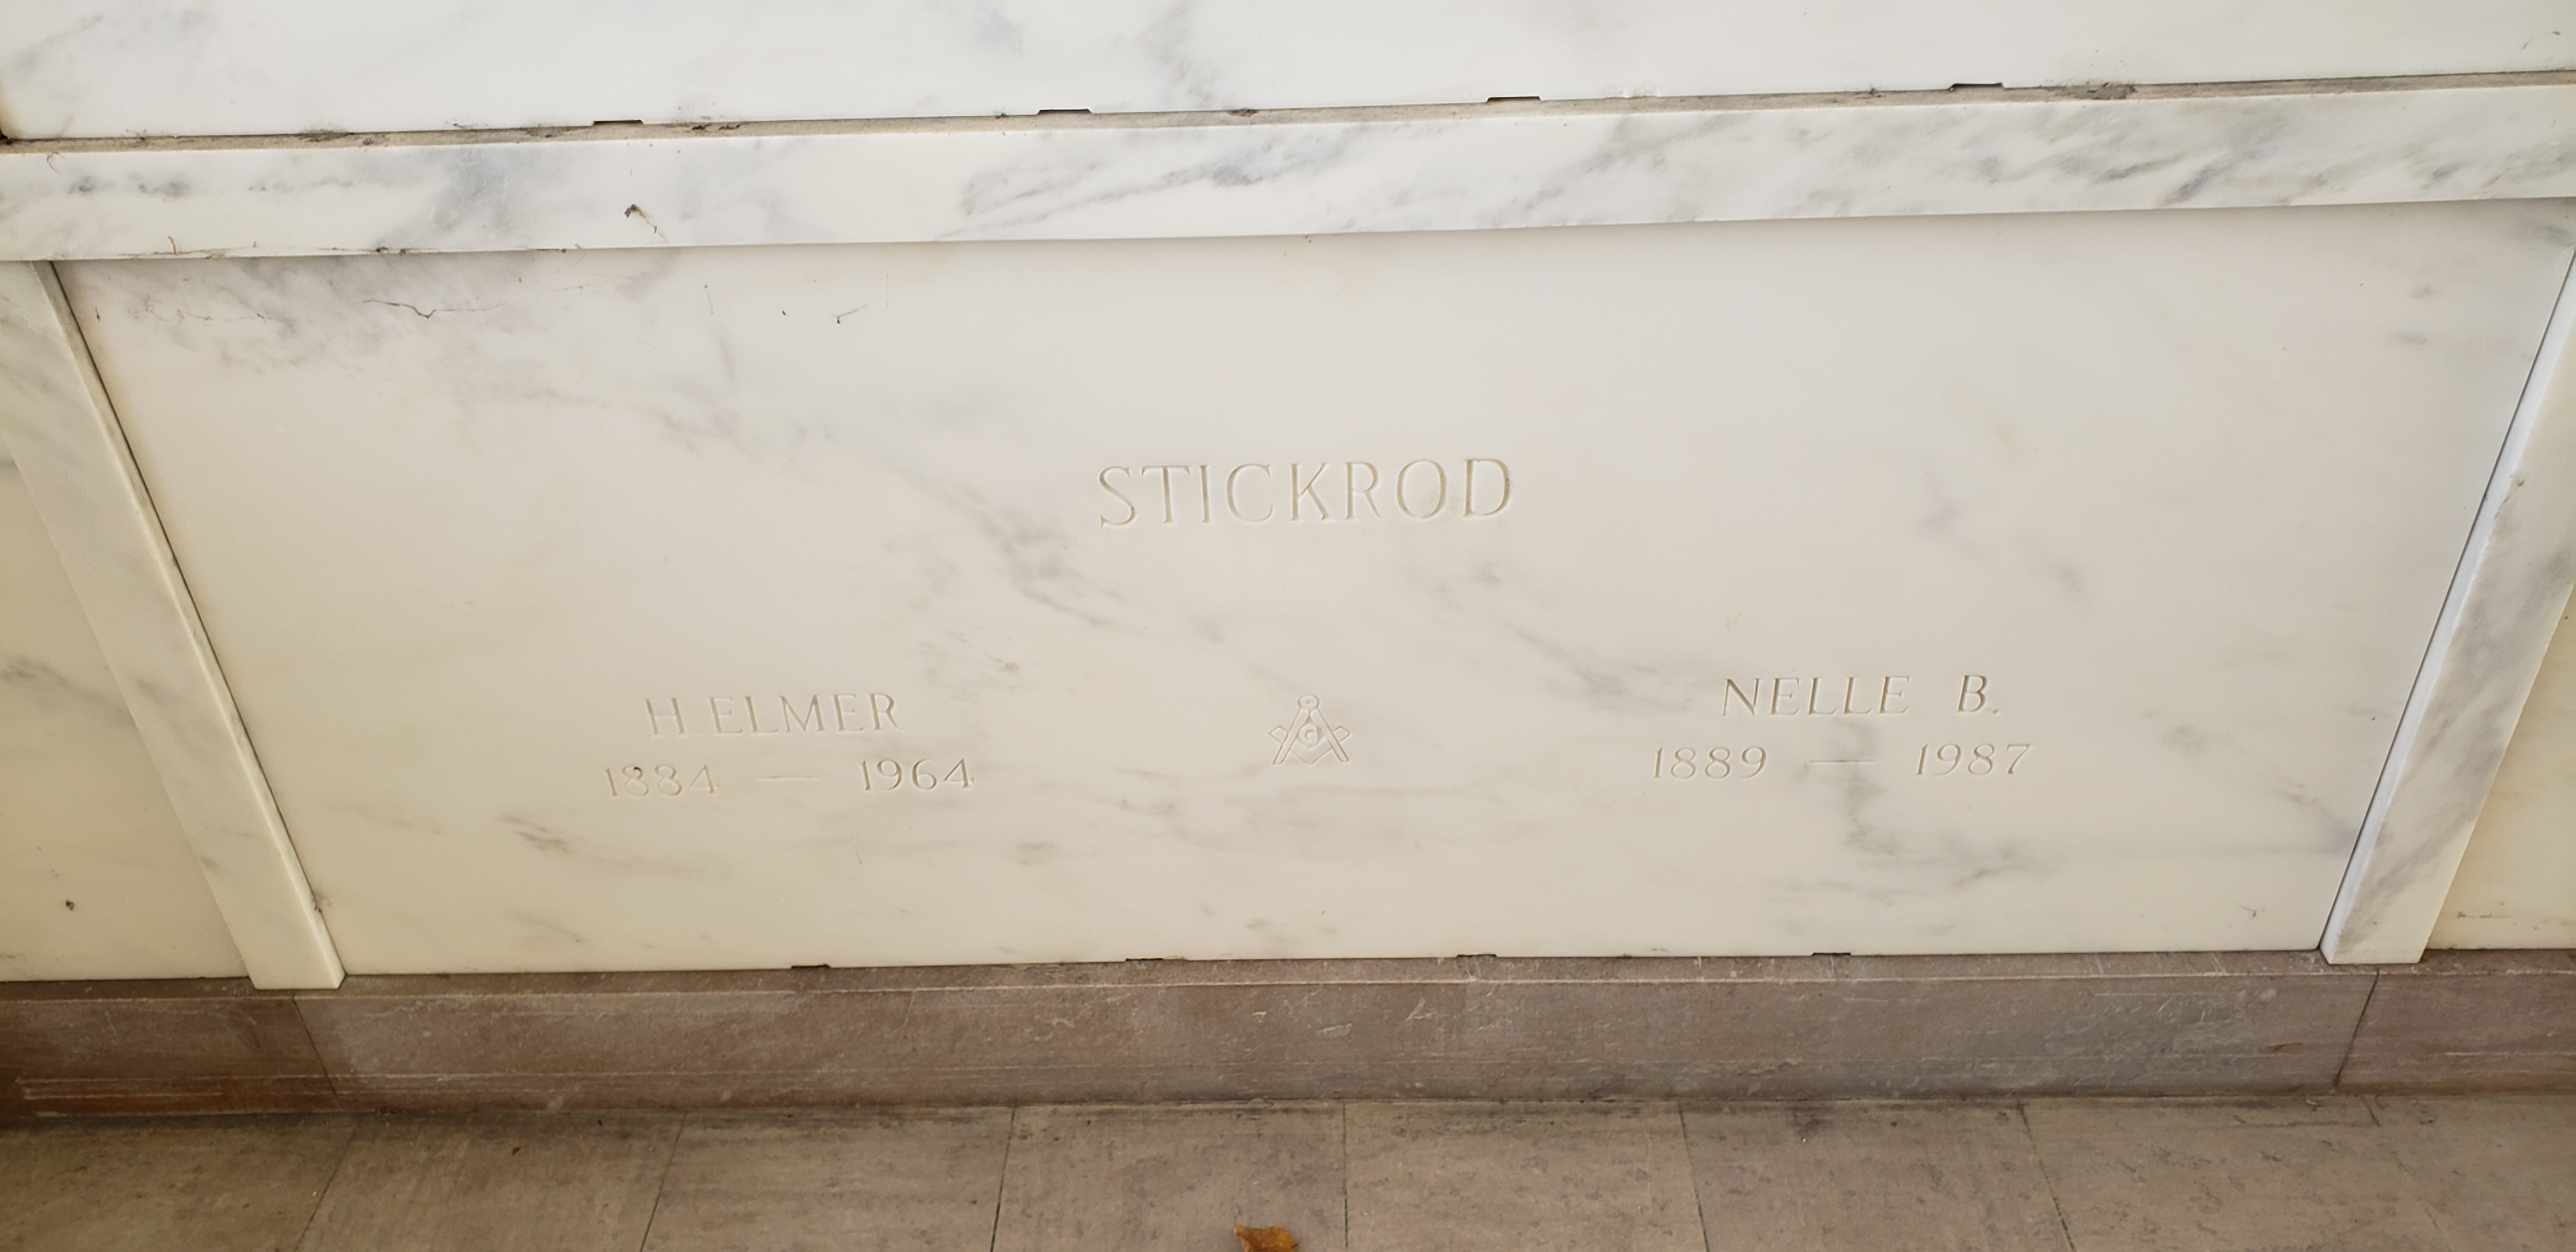 STICKROD
H. ELMER
1884 — 1964
G
NELLE B.
1889 — 1987